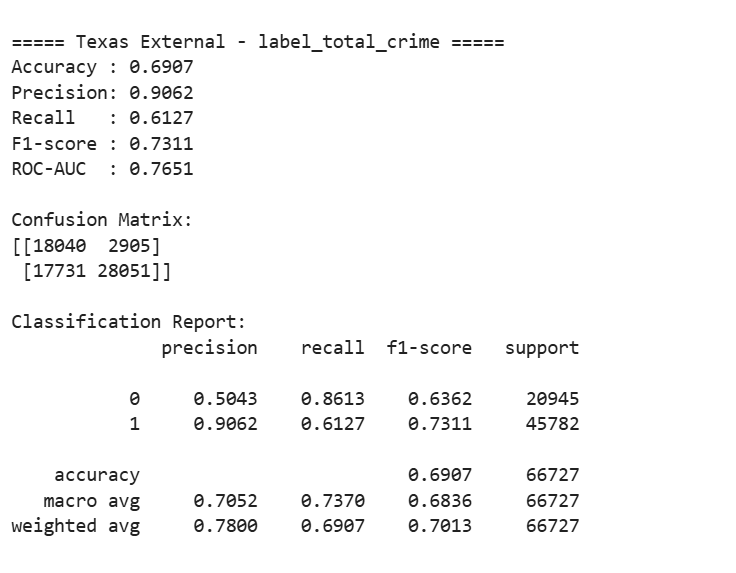 ===== Texas External - label_total_crime =====
Accuracy : 0.6907
Precision: 0.9062
Recall   : 0.6127
F1-score : 0.7311
ROC-AUC  : 0.7651
Confusion Matrix:
[[18040  2905]
 [17731 28051]]
Classification Report:
              precision    recall  f1-score   support
           0     0.5043    0.8613    0.6362     20945
           1     0.9062    0.6127    0.7311     45782
    accuracy                         0.6907     66727
   macro avg     0.7052    0.7370    0.6836     66727
weighted avg     0.7800    0.6907    0.7013     66727